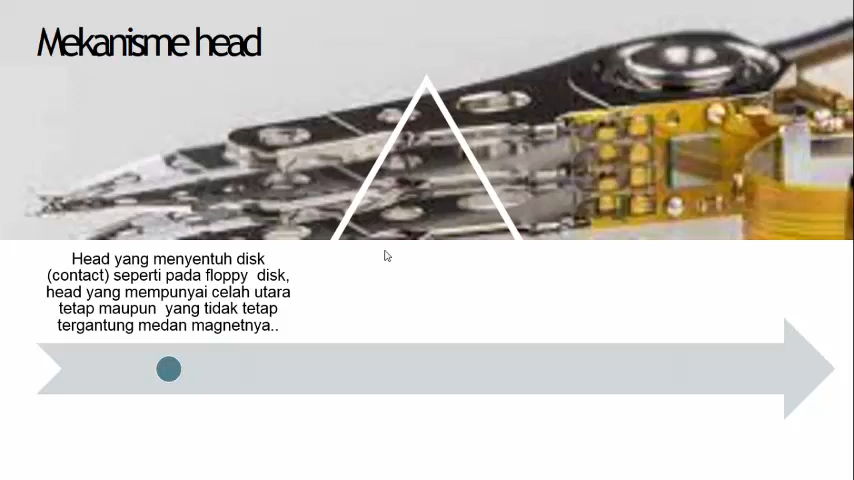 Mekanisme head
Head yang menyentuh disk
(contact) seperti pada floppy  disk,
head yang mempunyai celah utara
tetap maupun  yang tidak tetap
tergantung medan magnetnya..